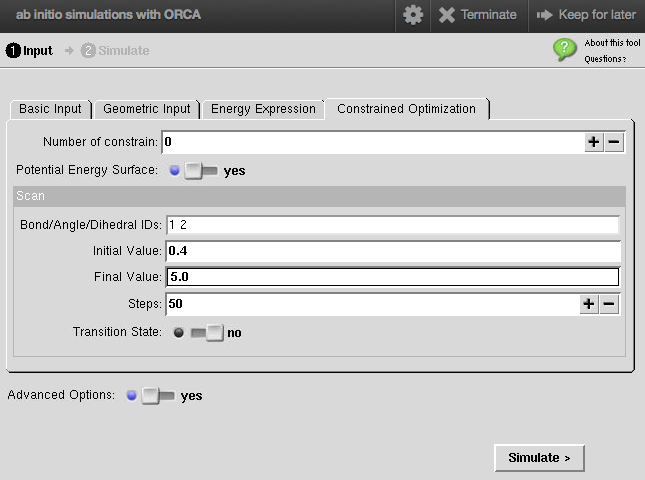 ab initio simulations with ORCA
Terminate
Keep for later
1 Input
2 Simulate
About this tool
Questions?
Basic Input
Geometric Input
Energy Expression
Constrained Optimization
Number of constrain: 0
Potential Energy Surface: yes
Scan
Bond/Angle/Dihedral IDs: 1 2
Initial Value: 0.4
Final Value: 5.0
Steps: 50
Transition State: no
Advanced Options: yes
Simulate >